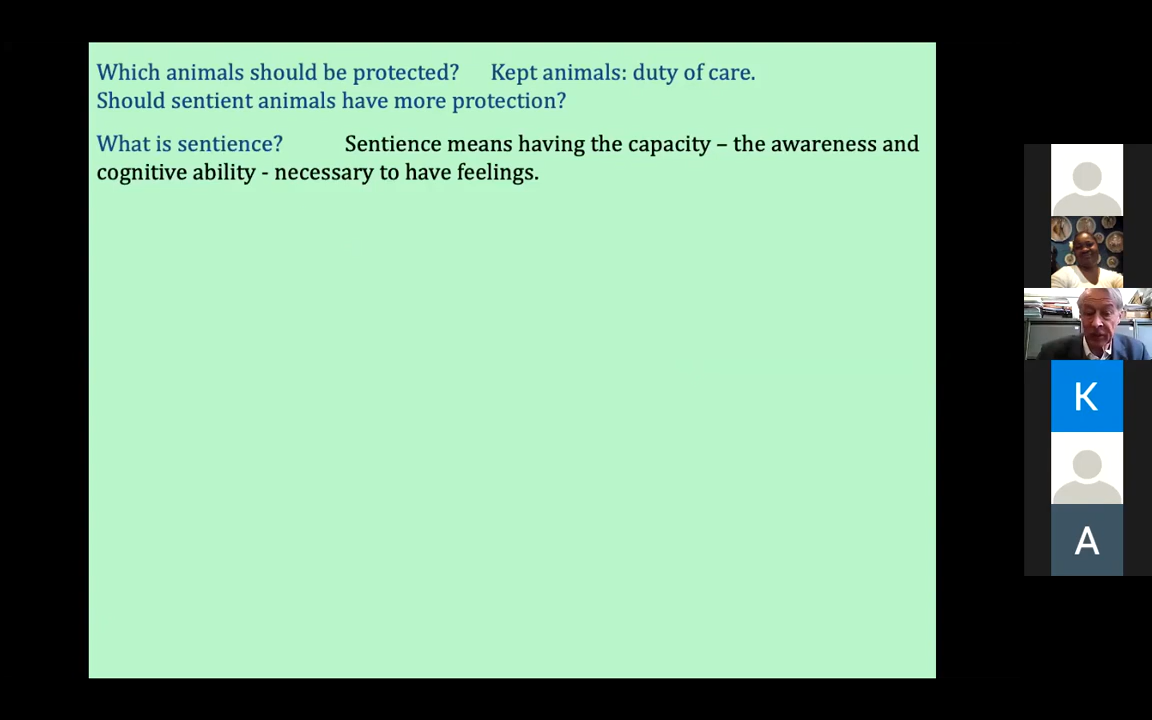 Which animals should be protected? Kept animals: duty of care.
Should sentient animals have more protection?
What is sentience? Sentience means having the capacity – the awareness and
cognitive ability - necessary to have feelings.
K
A